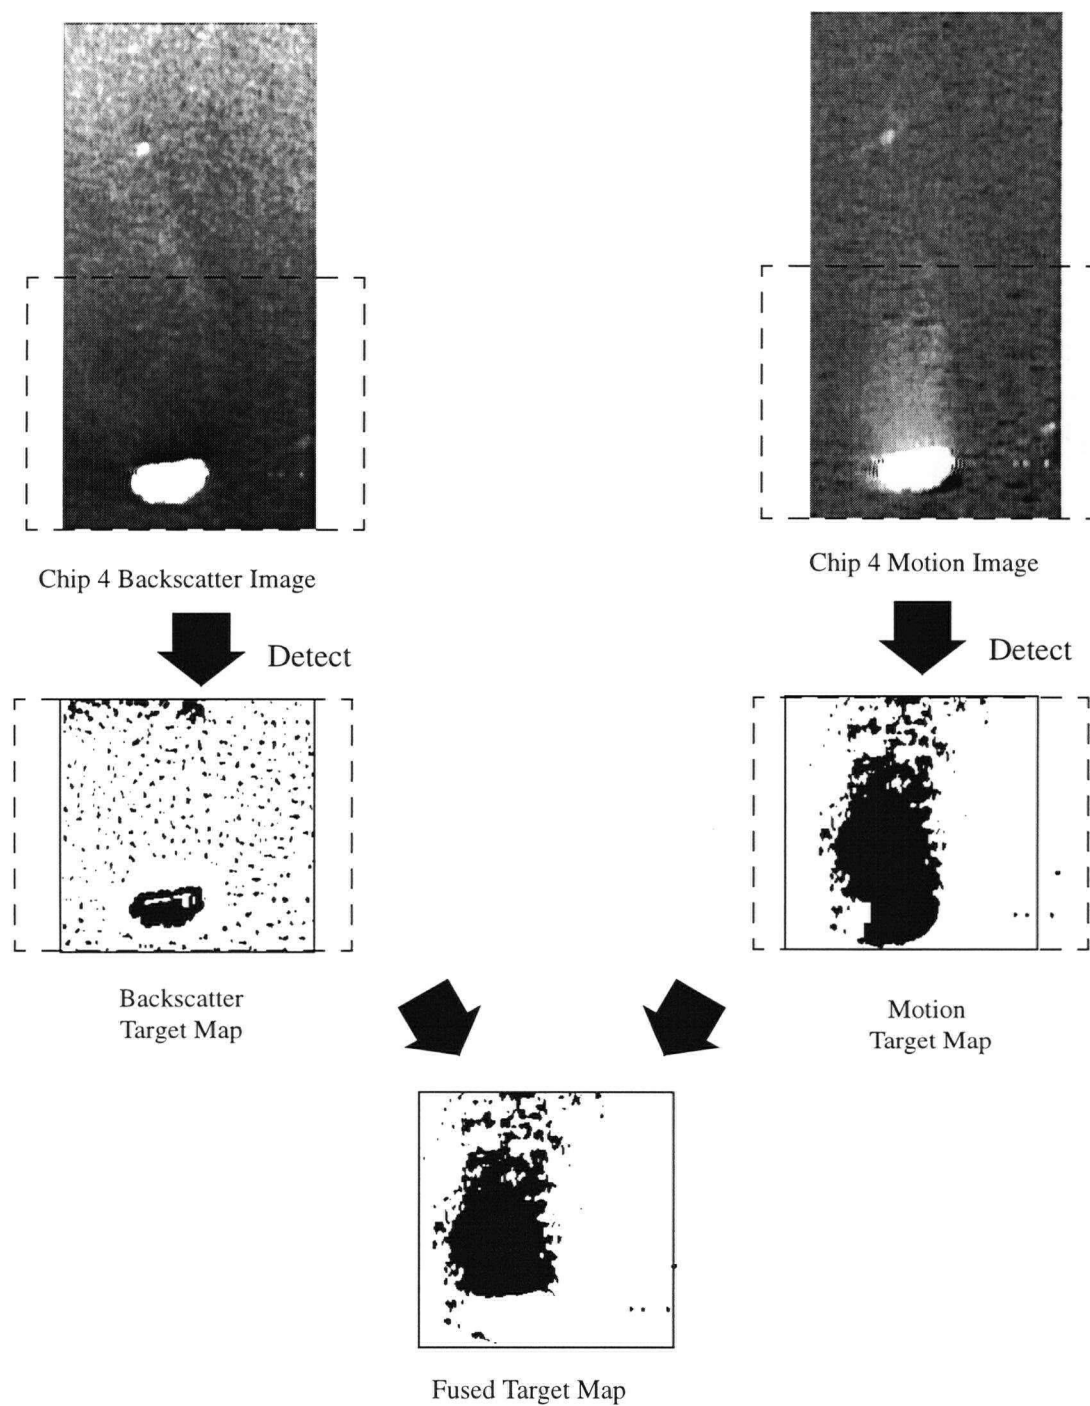 Chip 4 Backscatter Image
Chip 4 Motion Image
Detect
Detect
Backscatter
Target Map
Motion
Target Map
Fused Target Map